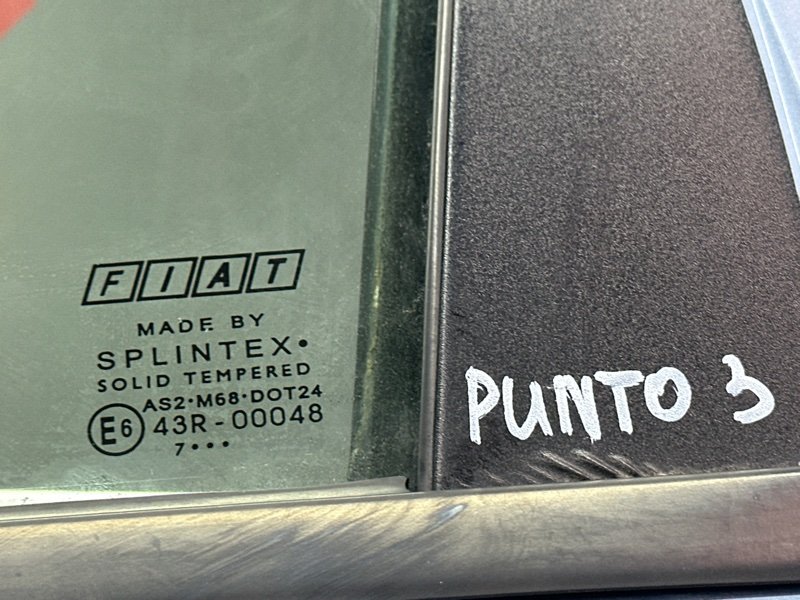 FIAT
MADE BY
SPLINTEX•
SOLID TEMPERED
AS2•M68•DOT24
E6 43R-00048
7•••
PUNTO 3